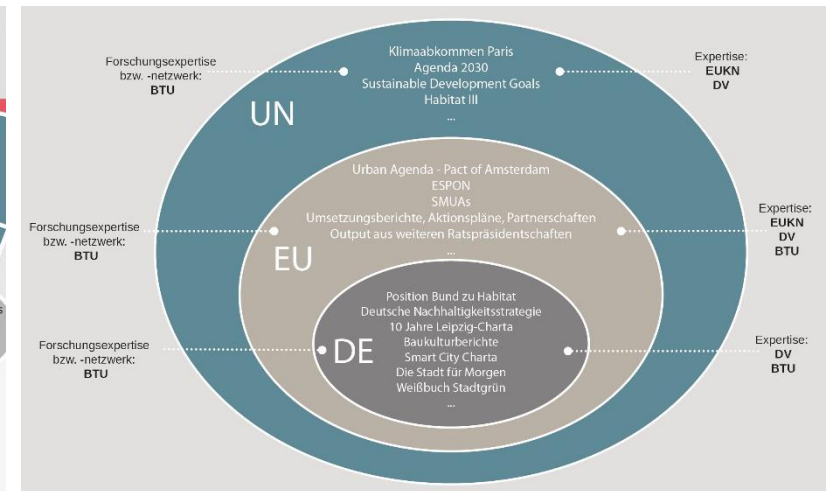 Forschungsexpertise
bzw. -netzwerk:
BTU
Klimaabkommen Paris
Agenda 2030
Sustainable Development Goals
Habitat III
...
Expertise:
EUKN
DV
UN
Urban Agenda - Pact of Amsterdam
ESPON
SMUAs
Umsetzungsberichte, Aktionspläne, Partnerschaften
Output aus weiteren Ratspräsidentschaften
...
Forschungsexpertise
bzw. -netzwerk:
BTU
Expertise:
EUKN
DV
BTU
EU
Position Bund zu Habitat
Deutsche Nachhaltigkeitsstrategie
10 Jahre Leipzig-Charta
Baukulturberichte
Smart City Charta
Die Stadt für Morgen
Weißbuch Stadtgrün
...
Forschungsexpertise
bzw. -netzwerk:
BTU
DE
Expertise:
DV
BTU